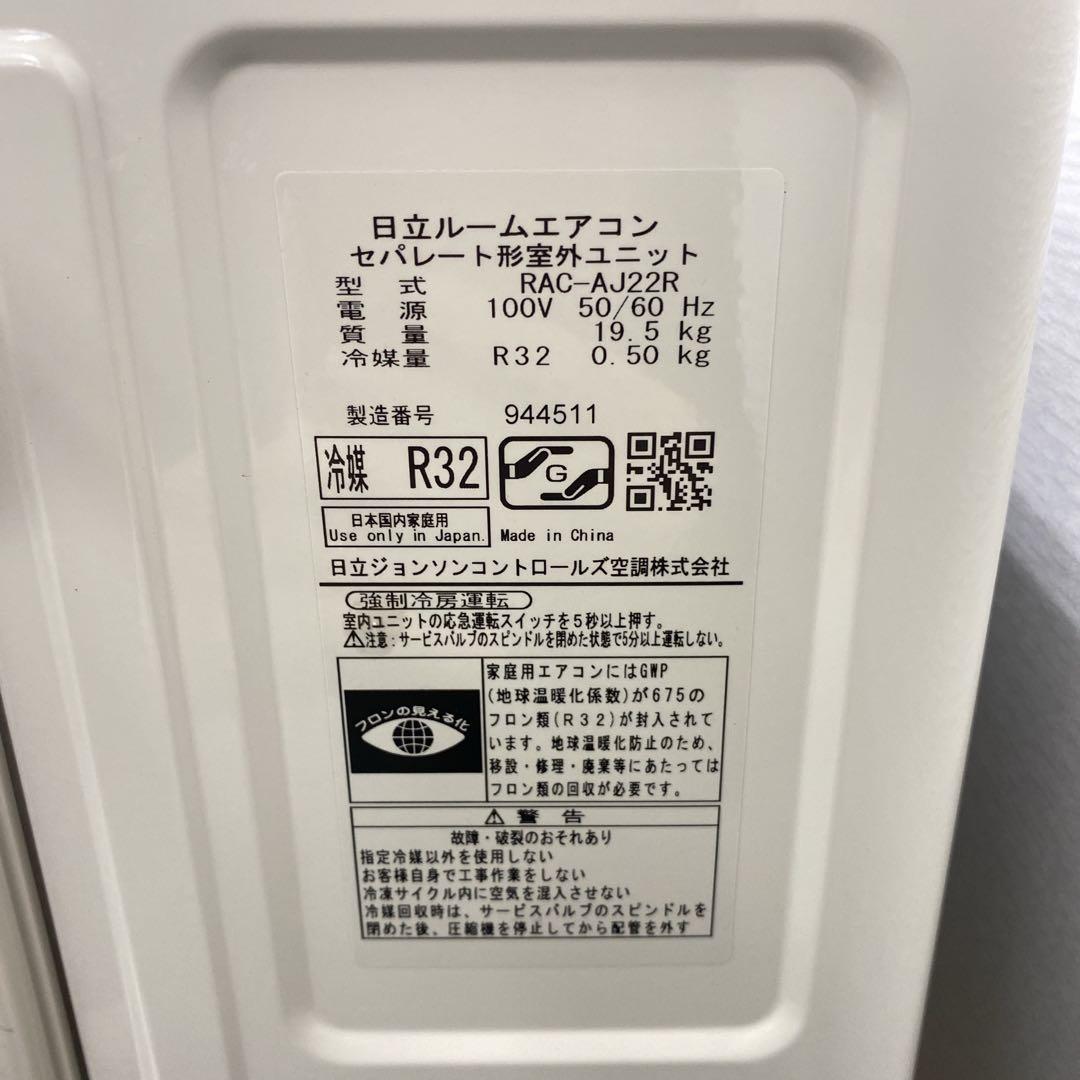 日立ルームエアコン
セパレート形室外ユニット
型 式 RAC-AJ22R
電 源 100V 50/60 Hz
質 量 19.5 kg
冷媒量 R32 0.50 kg
製造番号 944511
冷媒 R32
G
日本国内家庭用
Use only in Japan.
Made in China
日立ジョンソンコントロールズ空調株式会社
強制冷房運転
室内ユニットの応急運転スイッチを5秒以上押す。
⚠注意:サービスバルブのスピンドルを閉めた状態で5分以上運転しない。
フロンの見える化
家庭用エアコンにはGWP
(地球温暖化係数)が675の
フロン類(R32)が封入されて
います。地球温暖化防止のため、
移設・修理・廃棄等にあたっては
フロン類の回収が必要です。
⚠ 警 告
故障・破裂のおそれあり
指定冷媒以外を使用しない
お客様自身で工事作業をしない
冷凍サイクル内に空気を混入させない
冷媒回収時は、サービスバルブのスピンドルを
閉めた後、圧縮機を停止してから配管を外す